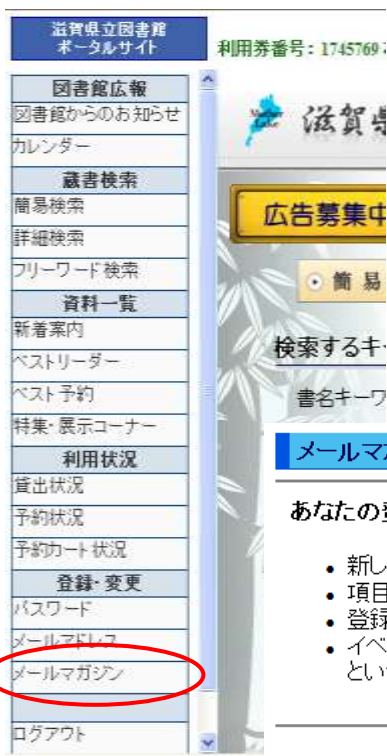 滋賀県立図書館
ポータルサイト
利用券番号：1745769
図書館広報
図書館からのお知らせ
カレンダー
蔵書検索
簡易検索
詳細検索
フリーワード検索
資料一覧
新着案内
ベストリーダー
ベスト予約
特集・展示コーナー
利用状況
貸出状況
予約状況
予約カート状況
登録・変更
パスワード
メールアドレス
メールマガジン
ログアウト
滋賀県
広告募集中
簡易
検索するキー
書名キーワ
メールマガ
あなたの登
・新し
・項目
・登録
・イベ
とい